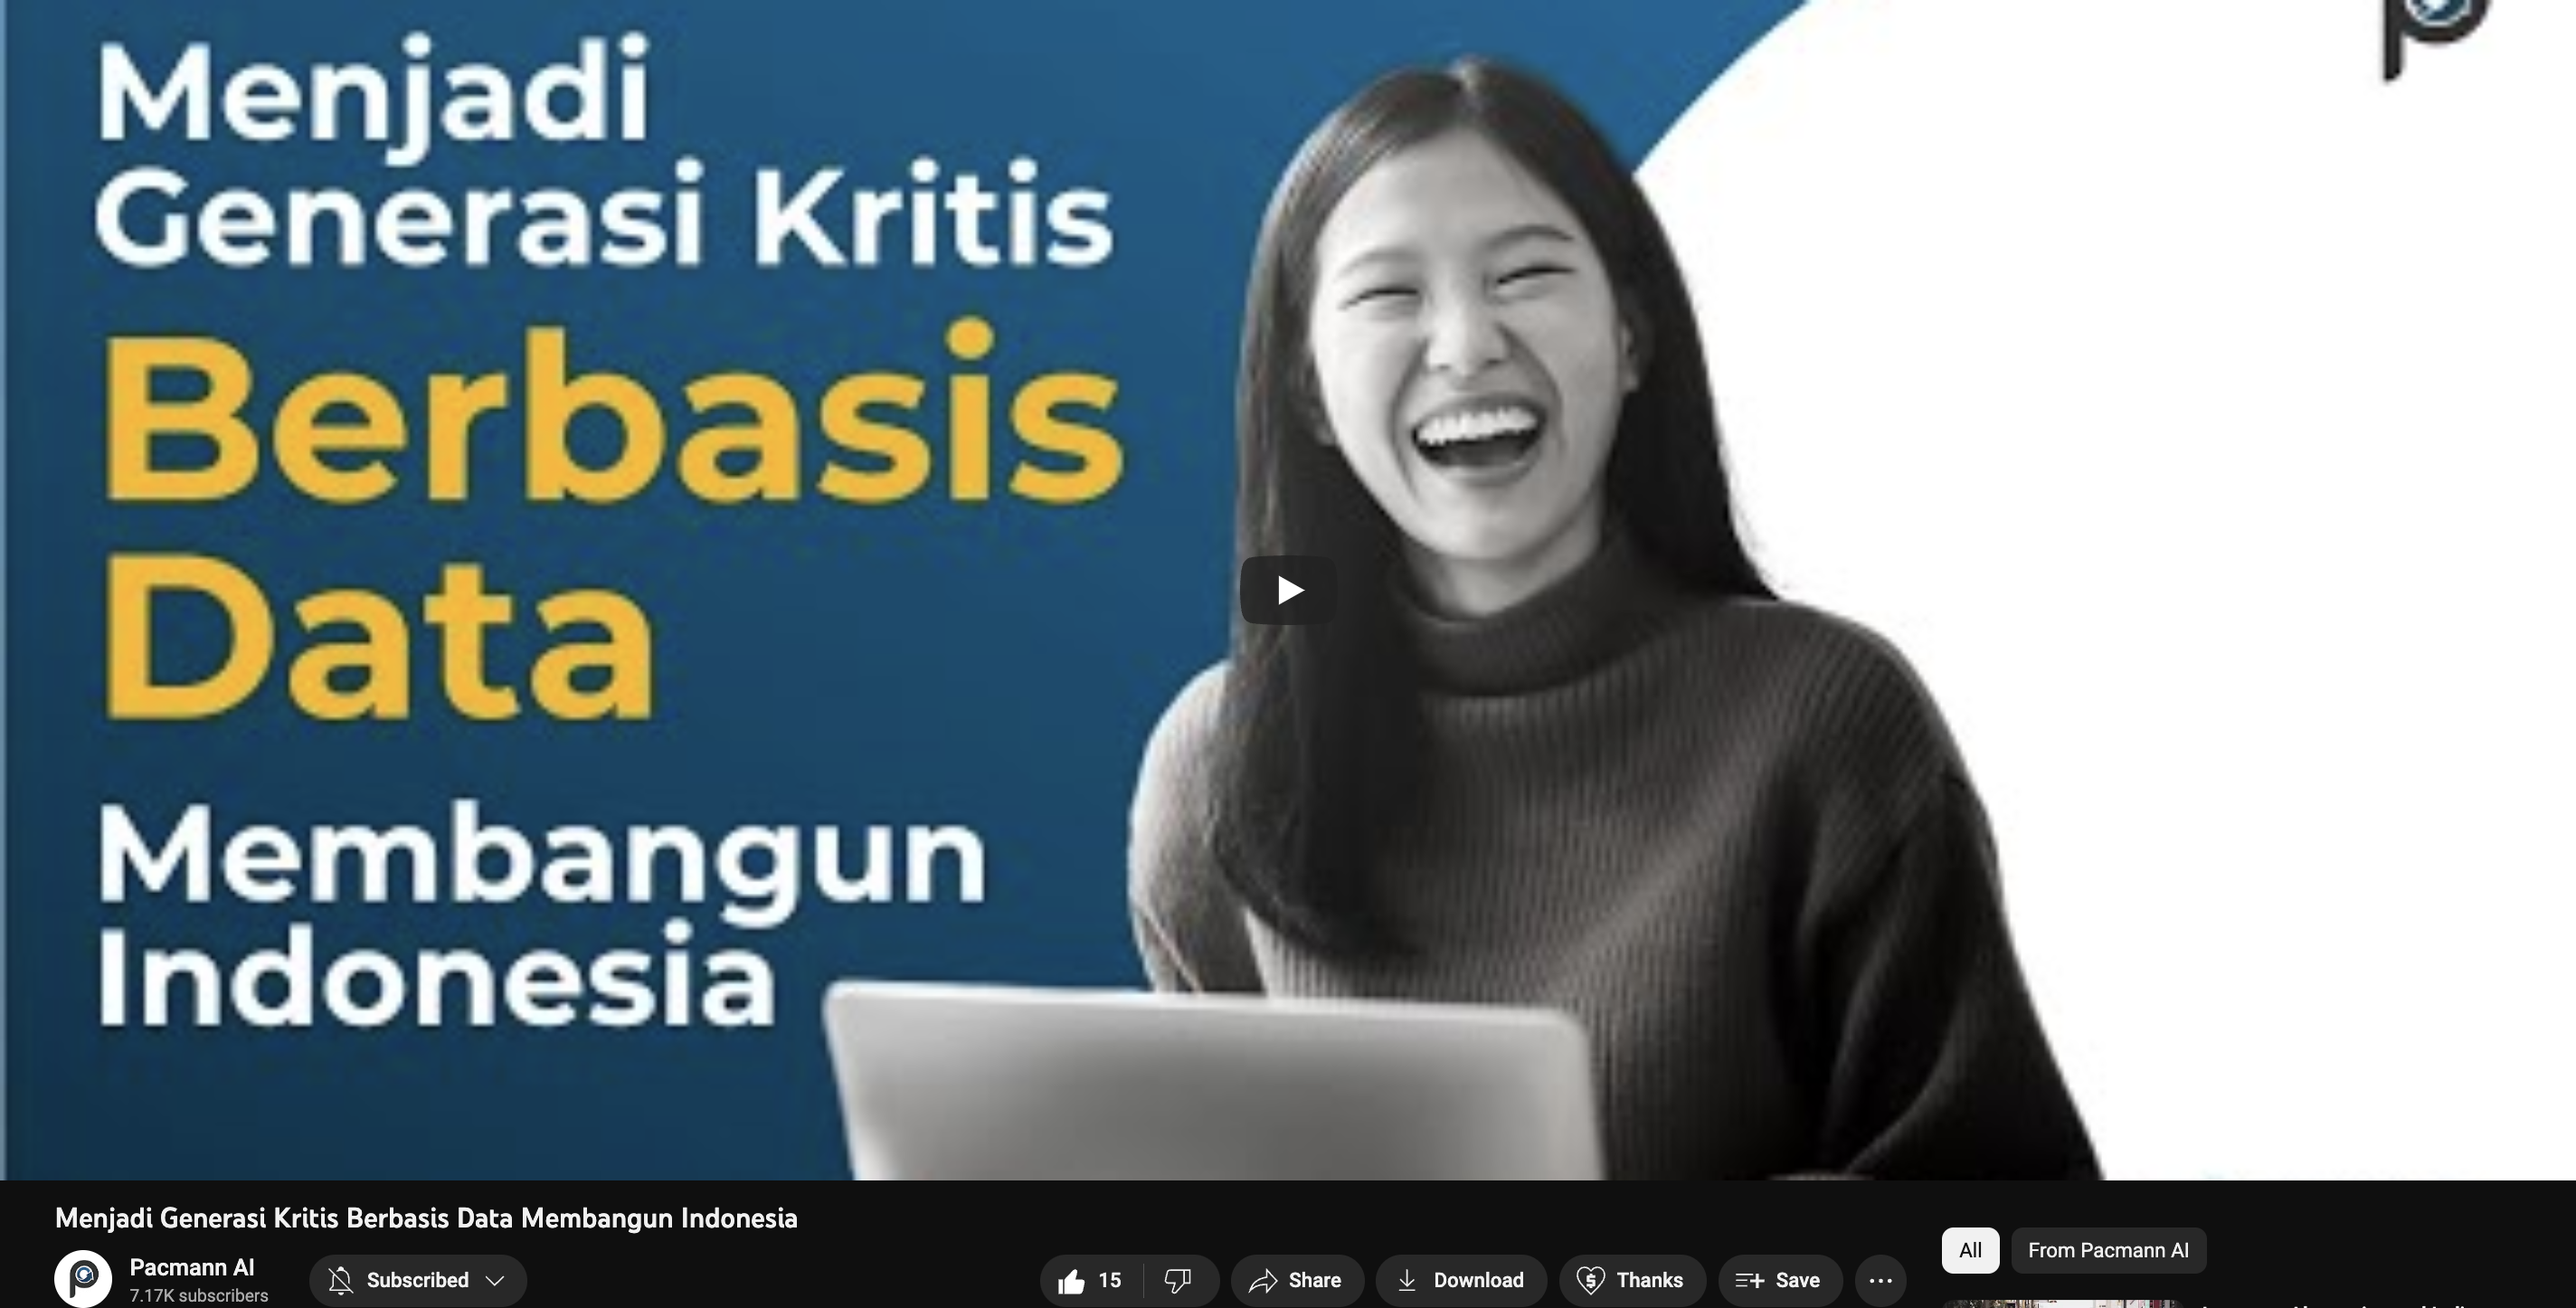 Menjadi
Generasi Kritis
Berbasis
Data
Membangun
Indonesia
Menjadi Generasi Kritis Berbasis Data Membangun Indonesia
Pacmann AI
7.17K subscribers
Subscribed
15
Share
Download
Thanks
Save
All
From Pacmann AI